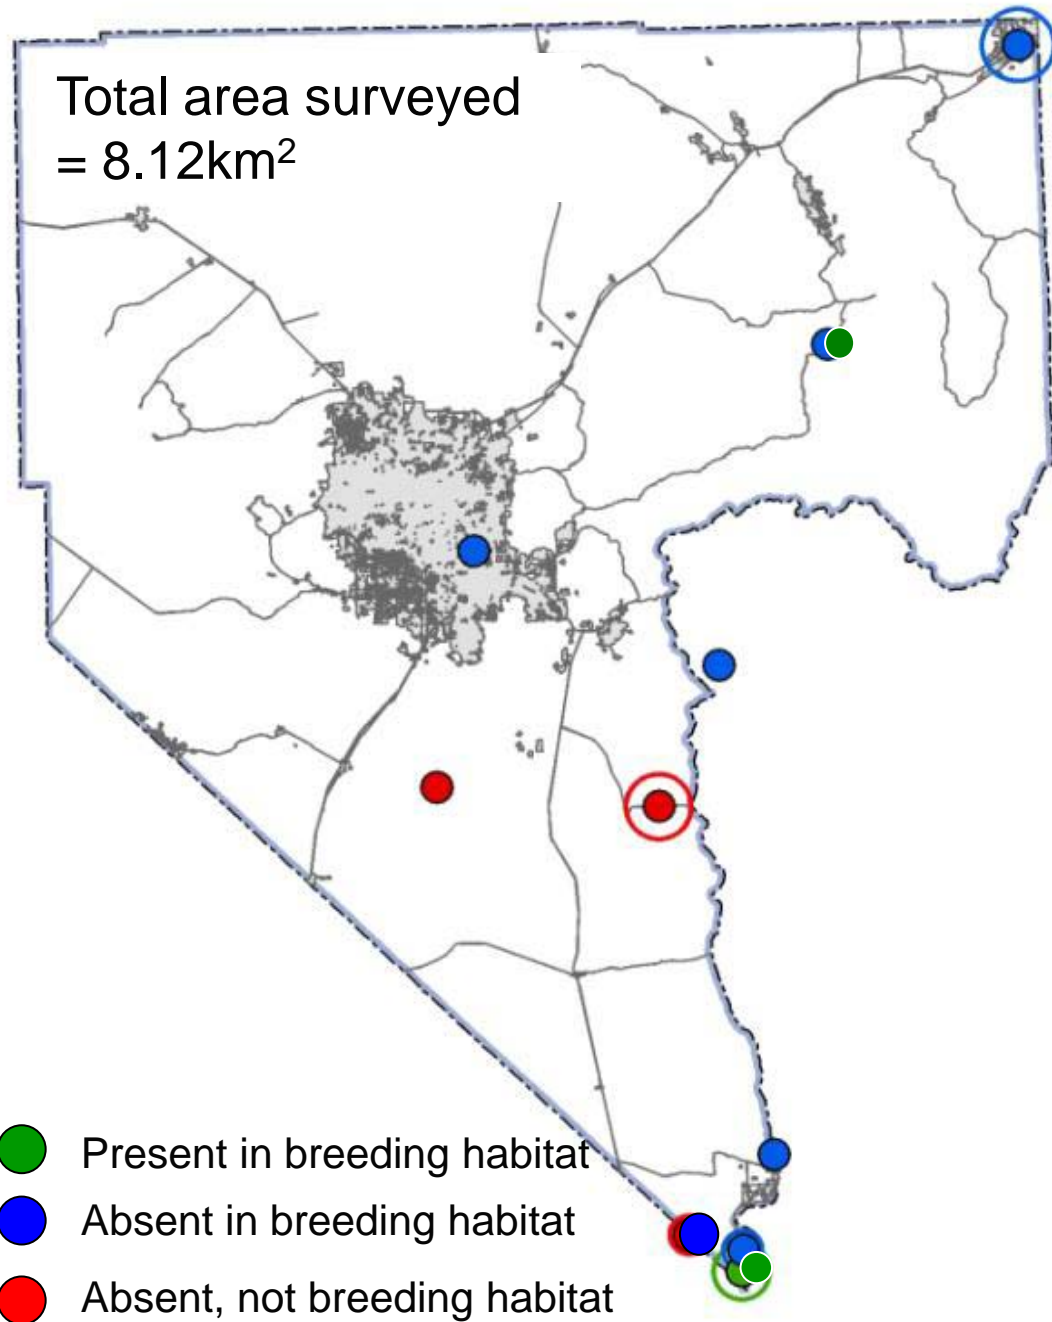 Total area surveyed
= 8.12km²
Present in breeding habitat
Absent in breeding habitat
Absent, not breeding habitat